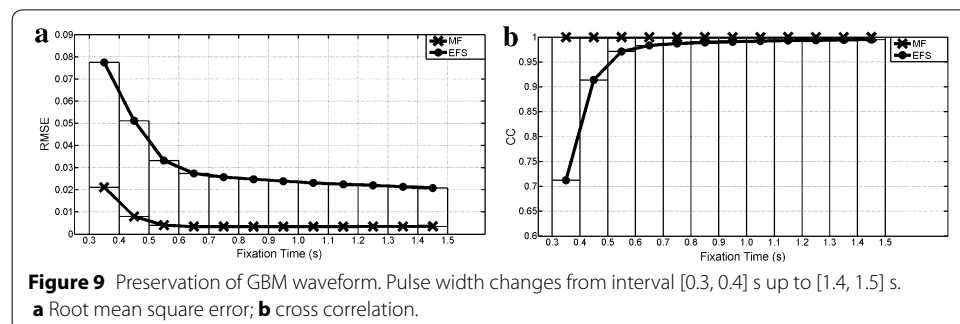 a
0.09
0.08
0.07
0.06
0.05
0.04
0.03
0.02
0.01
0
RMSE
0.3 0.4 0.5 0.6 0.7 0.8 0.9 1.0 1.1 1.2 1.3 1.4 1.5
Fixation Time (s)
MF
EFS
b
1
0.95
0.9
0.85
0.8
0.75
0.7
0.65
0.6
CC
0.3 0.4 0.5 0.6 0.7 0.8 0.9 1.0 1.1 1.2 1.3 1.4 1.5
Fixation Time (s)
MF
EFS
Figure 9 Preservation of GBM waveform. Pulse width changes from interval [0.3, 0.4] s up to [1.4, 1.5] s.
a Root mean square error; b cross correlation.